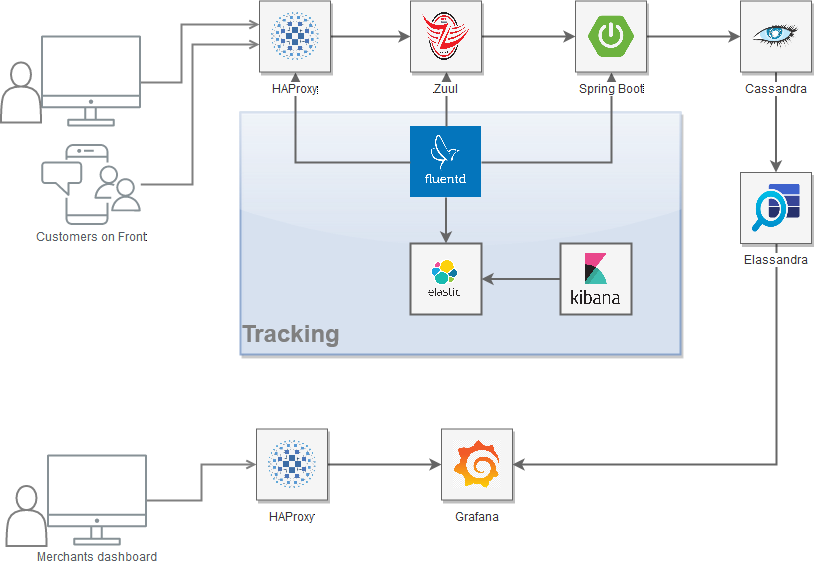 HAProxy
Zuul
Spring Boot
Cassandra
fluentd
Customers on Front
elastic
kibana
Elassandra
Tracking
HAProxy
Grafana
Merchants dashboard